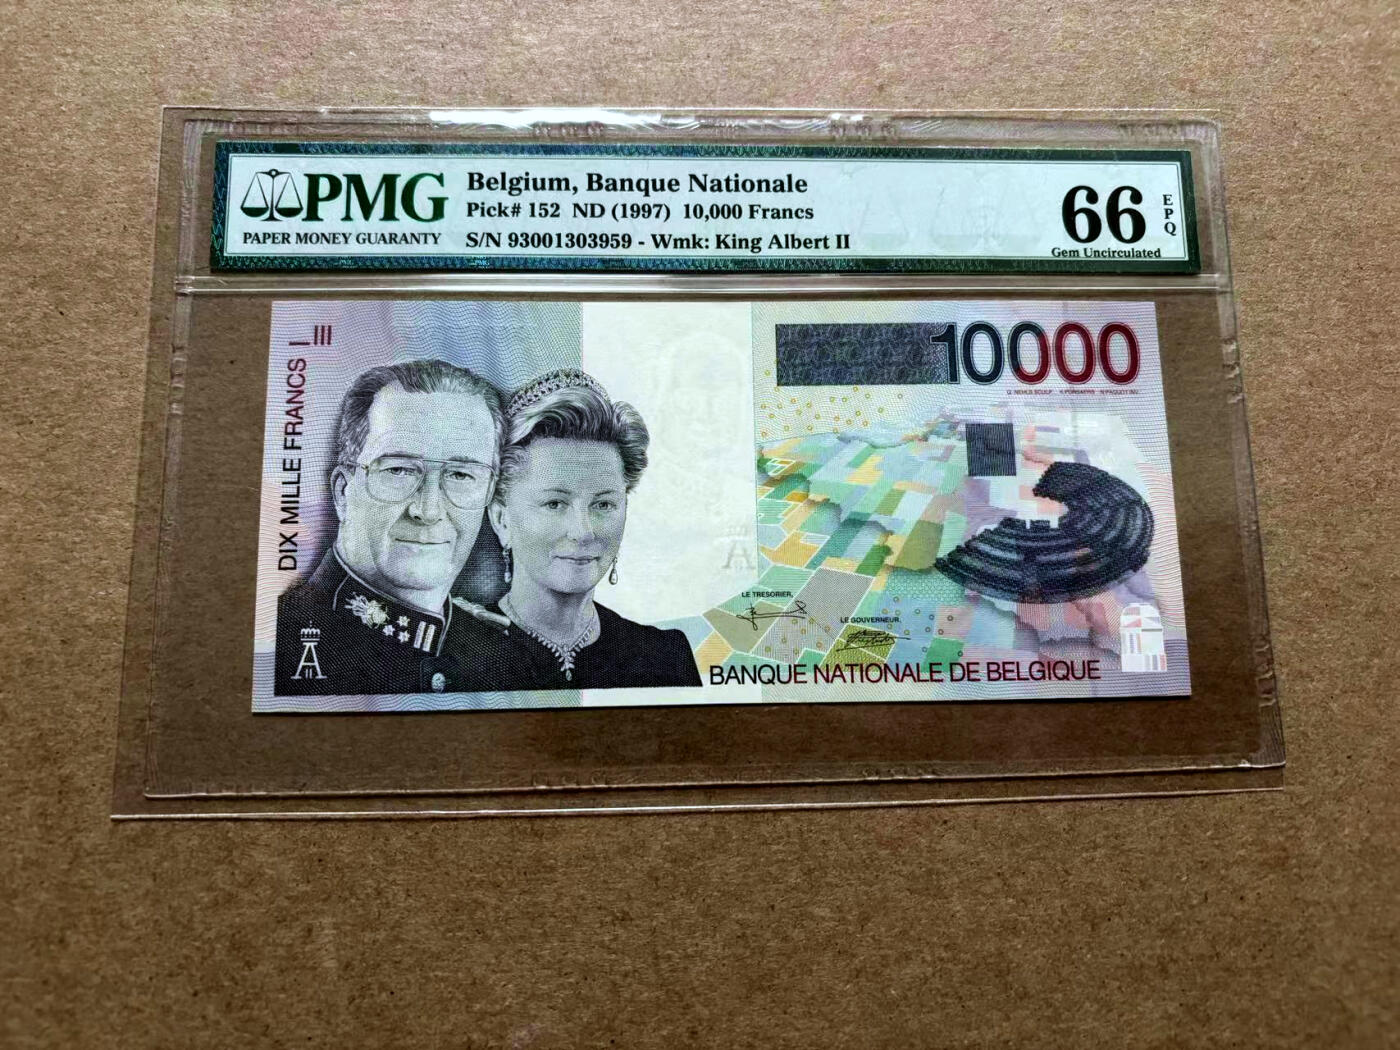 PMG
PAPER MONEY GUARANTY
Belgium, Banque Nationale
Pick# 152 ND (1997) 10,000 Francs
S/N 93001303959 - Wmk: King Albert II
66
EPQ
Gem Uncirculated
DIX MILLE FRANCS
10000
LE TRESORIER,
LE GOUVERNEUR,
A
II
BANQUE NATIONALE DE BELGIQUE